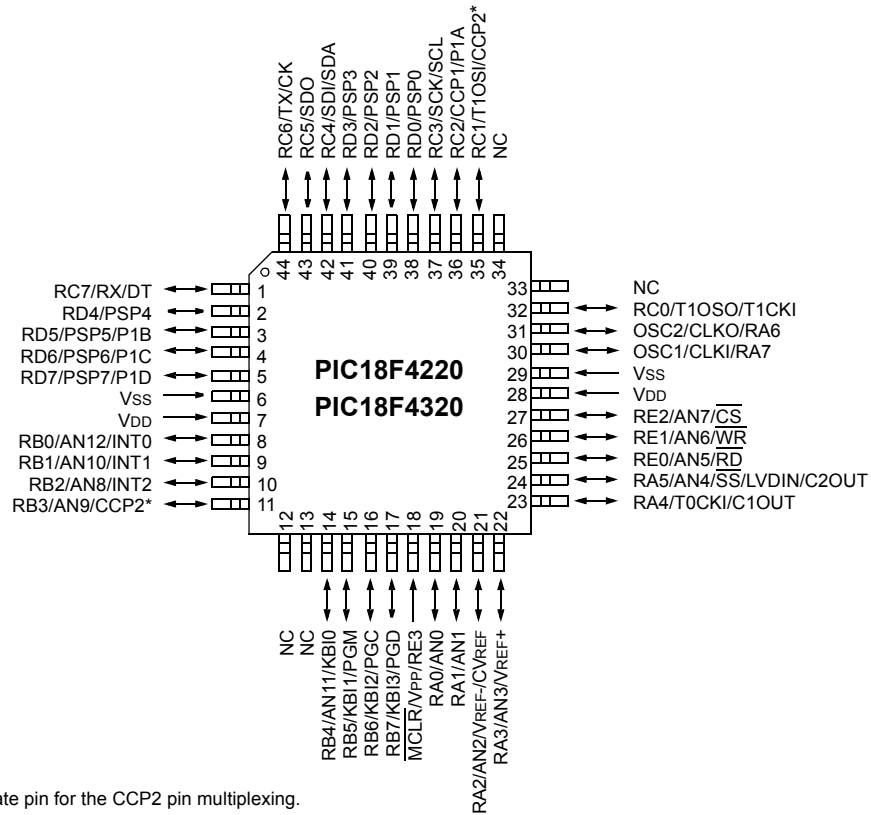 RC6/TX/CK
RC5/SDO
RC4/SDI/SDA
RD3/PSP3
RD2/PSP2
RD1/PSP1
RD0/PSP0
RC3/SCK/SCL
RC2/CCP1/P1A
RC1/T1OSI/CCP2*
NC
44
43
42
41
40
39
38
37
36
35
34
RC7/RX/DT 1
RD4/PSP4 2
RD5/PSP5/P1B 3
RD6/PSP6/P1C 4
RD7/PSP7/P1D 5
VSS 6
VDD 7
RB0/AN12/INT0 8
RB1/AN10/INT1 9
RB2/AN8/INT2 10
RB3/AN9/CCP2* 11
PIC18F4220
PIC18F4320
33 NC
32 RC0/T1OSO/T1CKI
31 OSC2/CLKO/RA6
30 OSC1/CLKI/RA7
29 VSS
28 VDD
27 RE2/AN7/CS
26 RE1/AN6/WR
25 RE0/AN5/RD
24 RA5/AN4/SS/LVDIN/C2OUT
23 RA4/T0CKI/C1OUT
12
13
14
15
16
17
18
19
20
21
22
NC
NC
RB4/AN11/KBI0
RB5/KBI1/PGM
RB6/KBI2/PGC
RB7/KBI3/PGD
MCLR/VPP/RE3
RA0/AN0
RA1/AN1
RA2/AN2/VREF-/CVREF
RA3/AN3/VREF+
ate pin for the CCP2 pin multiplexing.